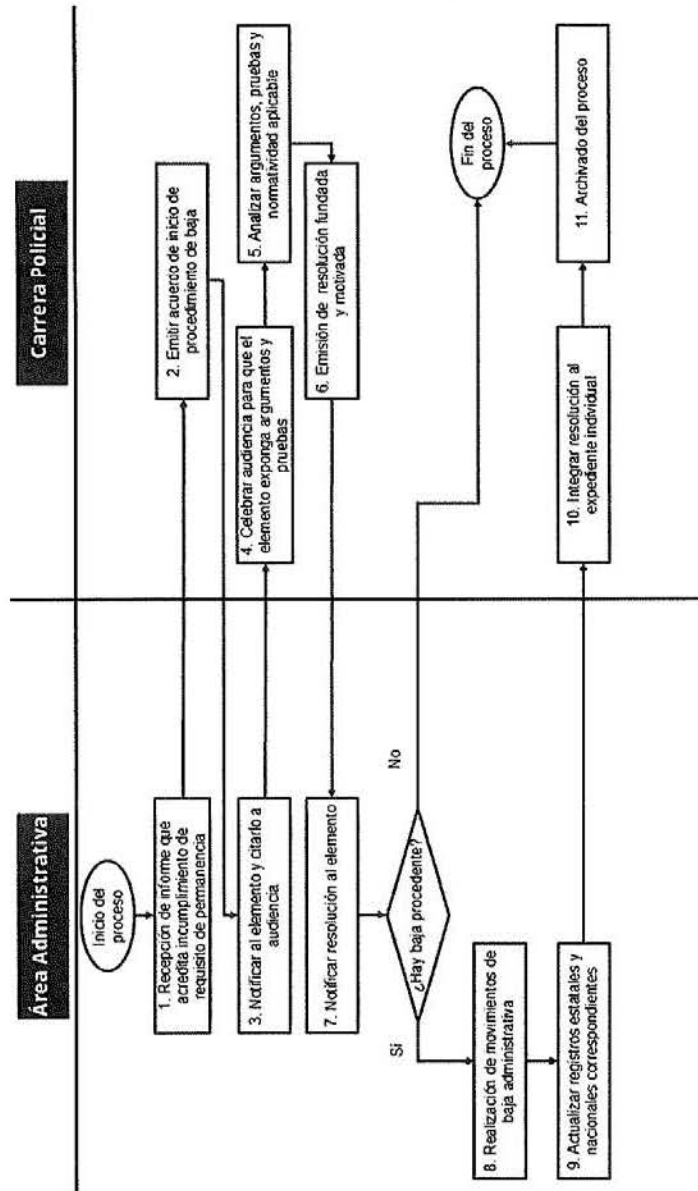 Área Administrativa
Carrera Policial
Inicio del
proceso
1. Recepción de informe que
acredita incumplimiento de
requisito de permanencia
2. Emitir acuerdo de inicio de
procedimiento de baja
3. Notificar al elemento y citarlo a
audiencia
4. Celebrar audiencia para que el
elemento exponga argumentos y
pruebas
5. Analizar argumentos, pruebas y
normatividad aplicable
6. Emisión de resolución fundada
y motivada
7. Notificar resolución al elemento
¿Hay baja procedente?
Sí
No
8. Realización de movimientos de
baja administrativa
9. Actualizar registros estatales y
nacionales correspondientes
10. Integrar resolución al
expediente individual
11. Archivado del proceso
Fin del
proceso